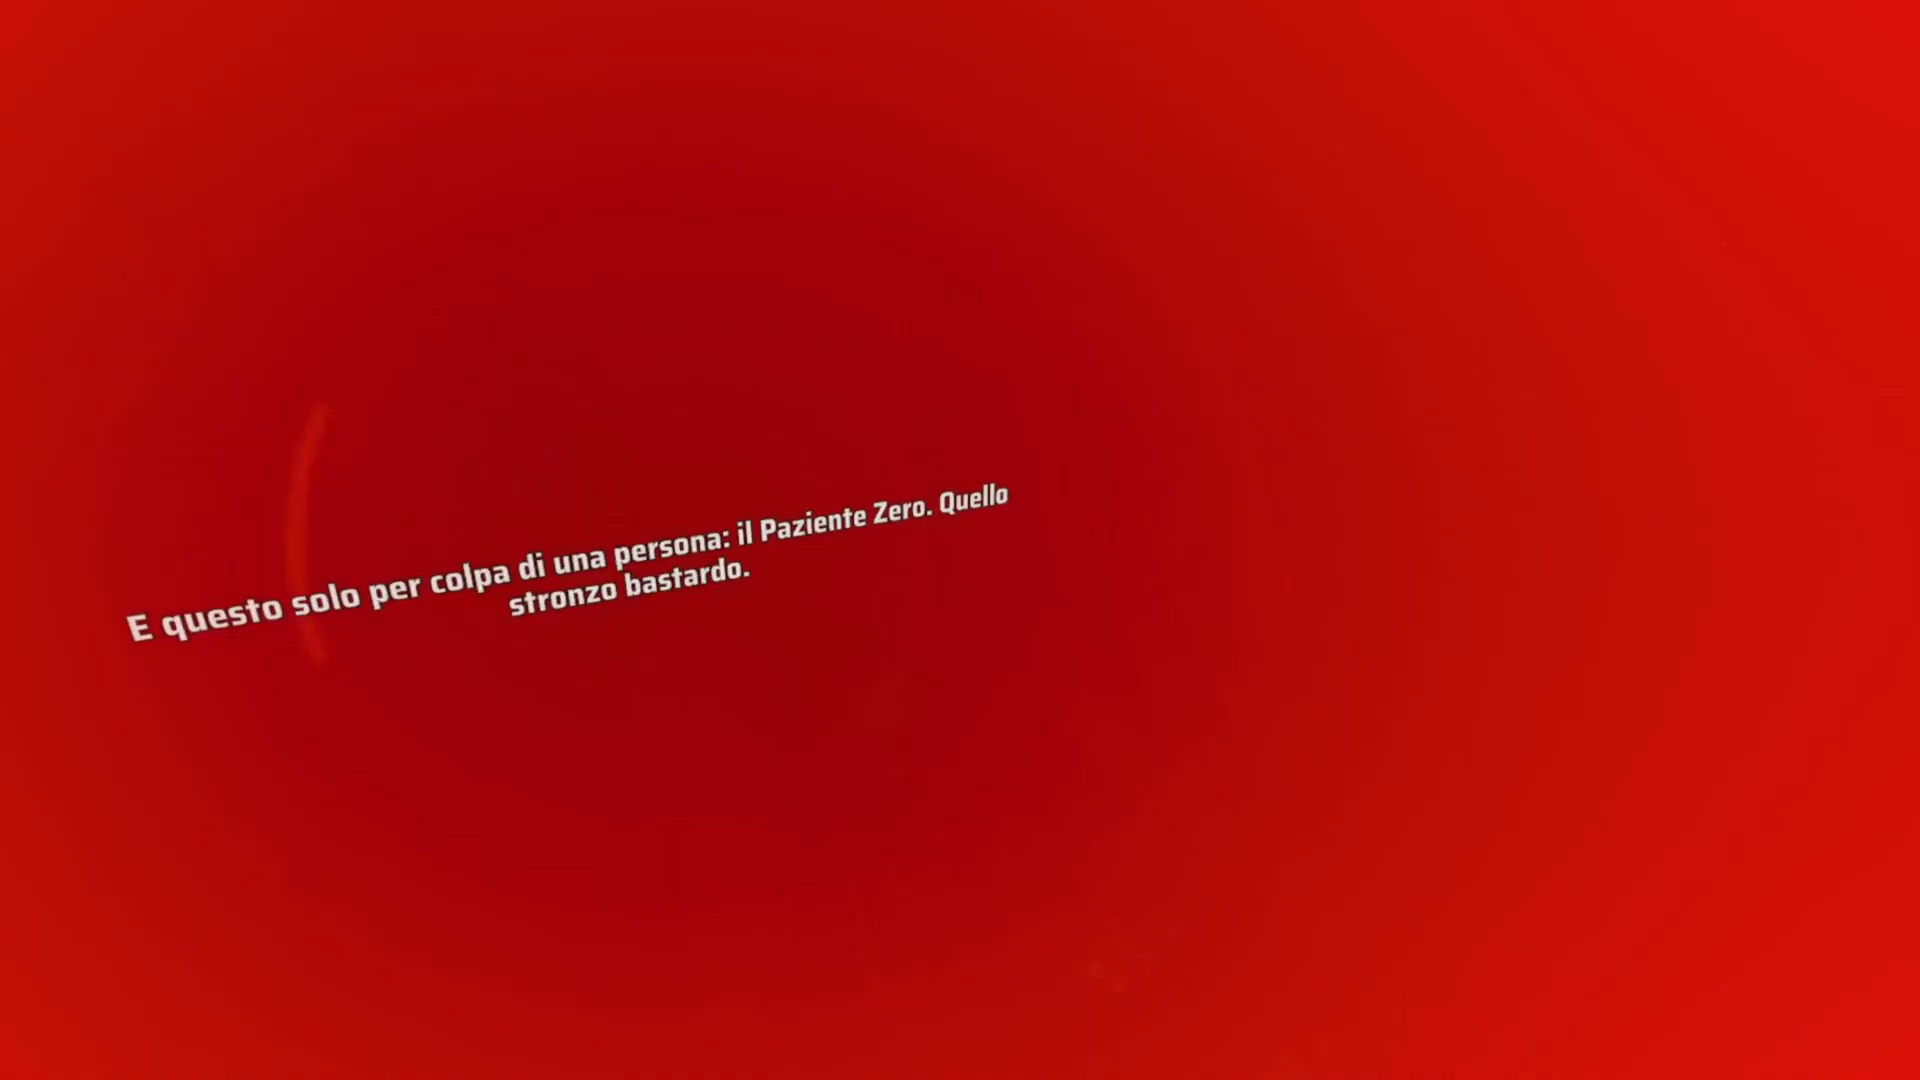 E questo solo per colpa di una persona: il Paziente Zero. Quello
stronzo bastardo.